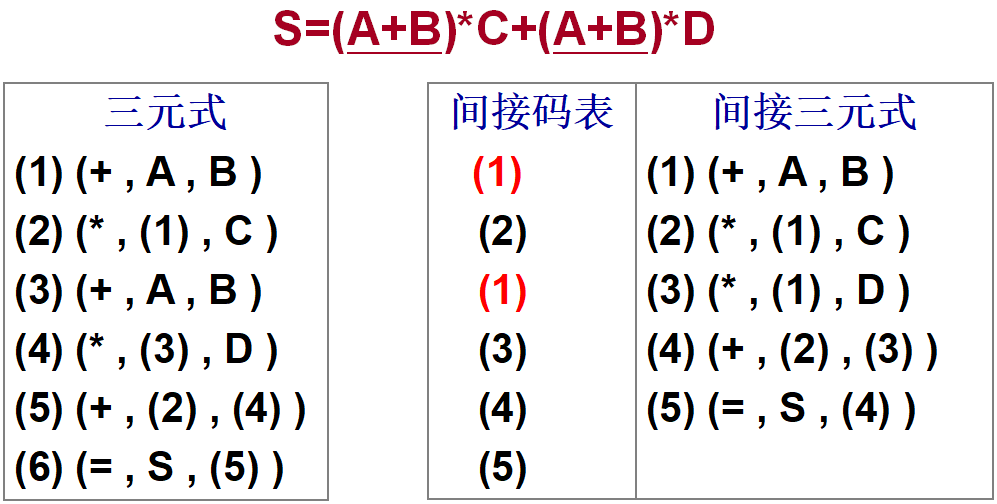 S=(A+B)*C+(A+B)*D
三元式
(1) (+ , A , B )
(2) (* , (1) , C )
(3) (+ , A , B )
(4) (* , (3) , D )
(5) (+ , (2) , (4) )
(6) (= , S , (5) )
间接码表
(1)
(2)
(1)
(3)
(4)
(5)
间接三元式
(1) (+ , A , B )
(2) (* , (1) , C )
(3) (* , (1) , D )
(4) (+ , (2) , (3) )
(5) (= , S , (4) )